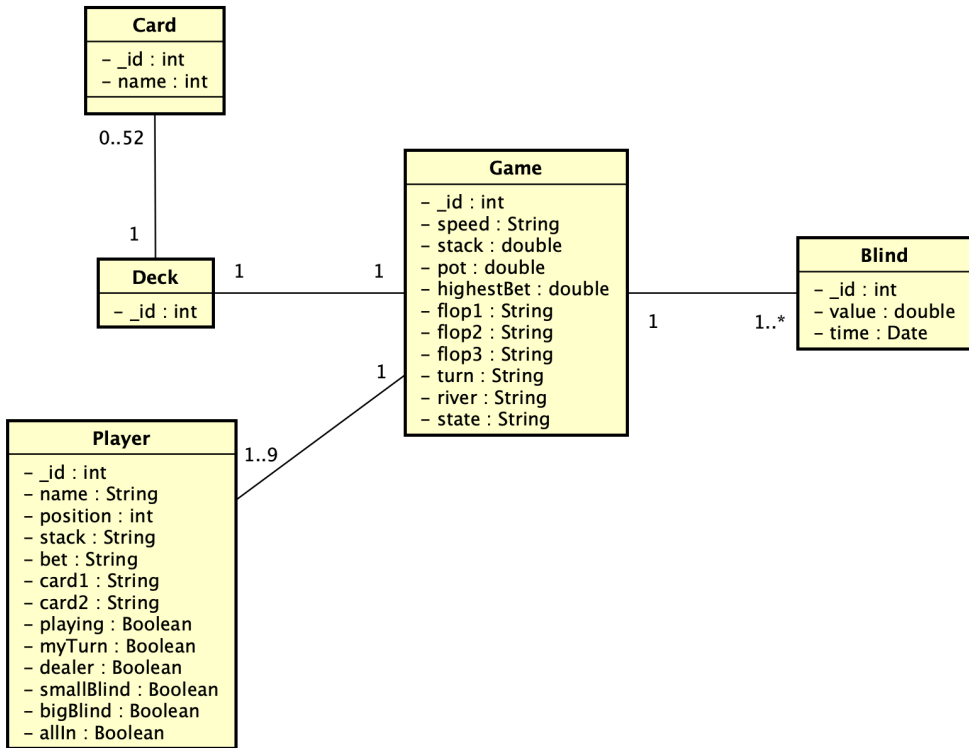 Card
– _id : int
– name : int
0..52
1
Deck
– _id : int
1
1
Game
– _id : int
– speed : String
– stack : double
– pot : double
– highestBet : double
– flop1 : String
– flop2 : String
– flop3 : String
– turn : String
– river : String
– state : String
1
1..*
Blind
– _id : int
– value : double
– time : Date
1
1..9
Player
– _id : int
– name : String
– position : int
– stack : String
– bet : String
– card1 : String
– card2 : String
– playing : Boolean
– myTurn : Boolean
– dealer : Boolean
– smallBlind : Boolean
– bigBlind : Boolean
– allIn : Boolean